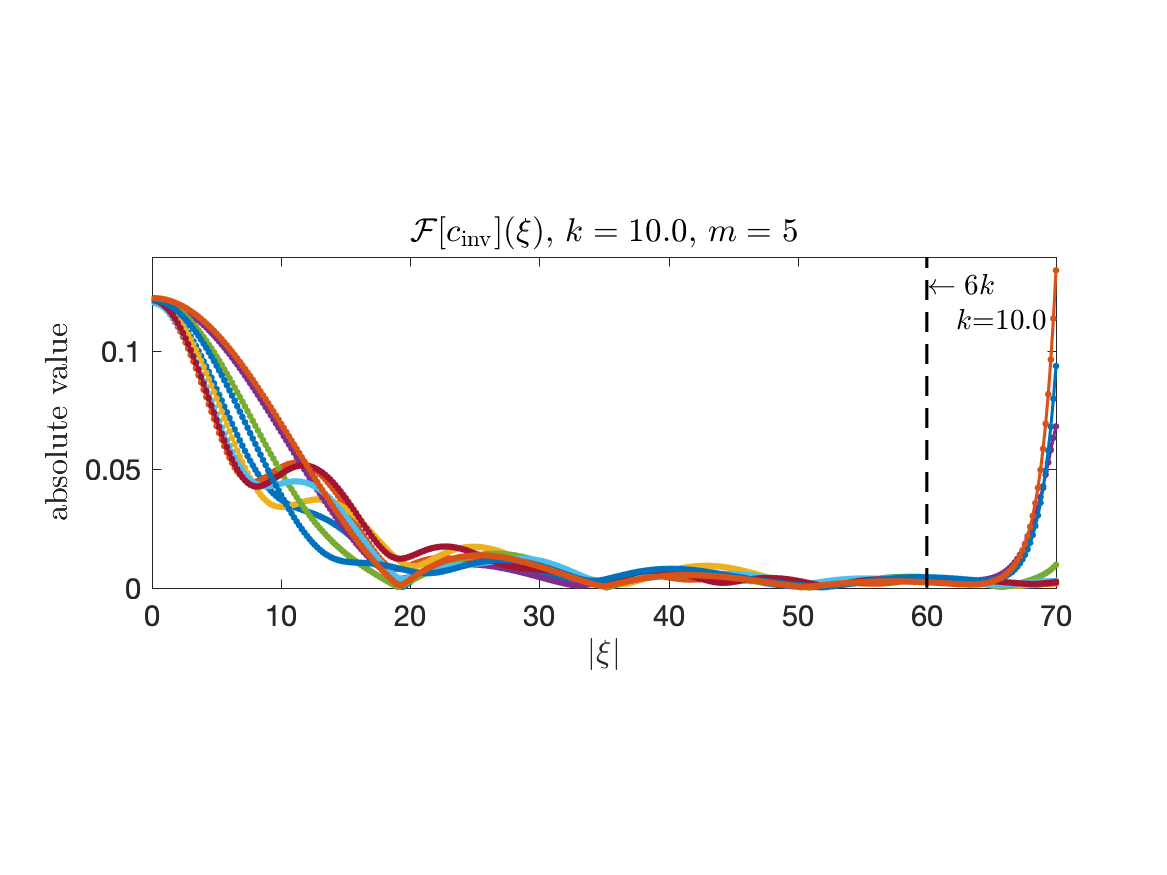 ℱ[c_inv](ξ), k = 10.0, m = 5
← 6k
k=10.0
absolute value
0.1
0.05
0
0 10 20 30 40 50 60 70
|ξ|